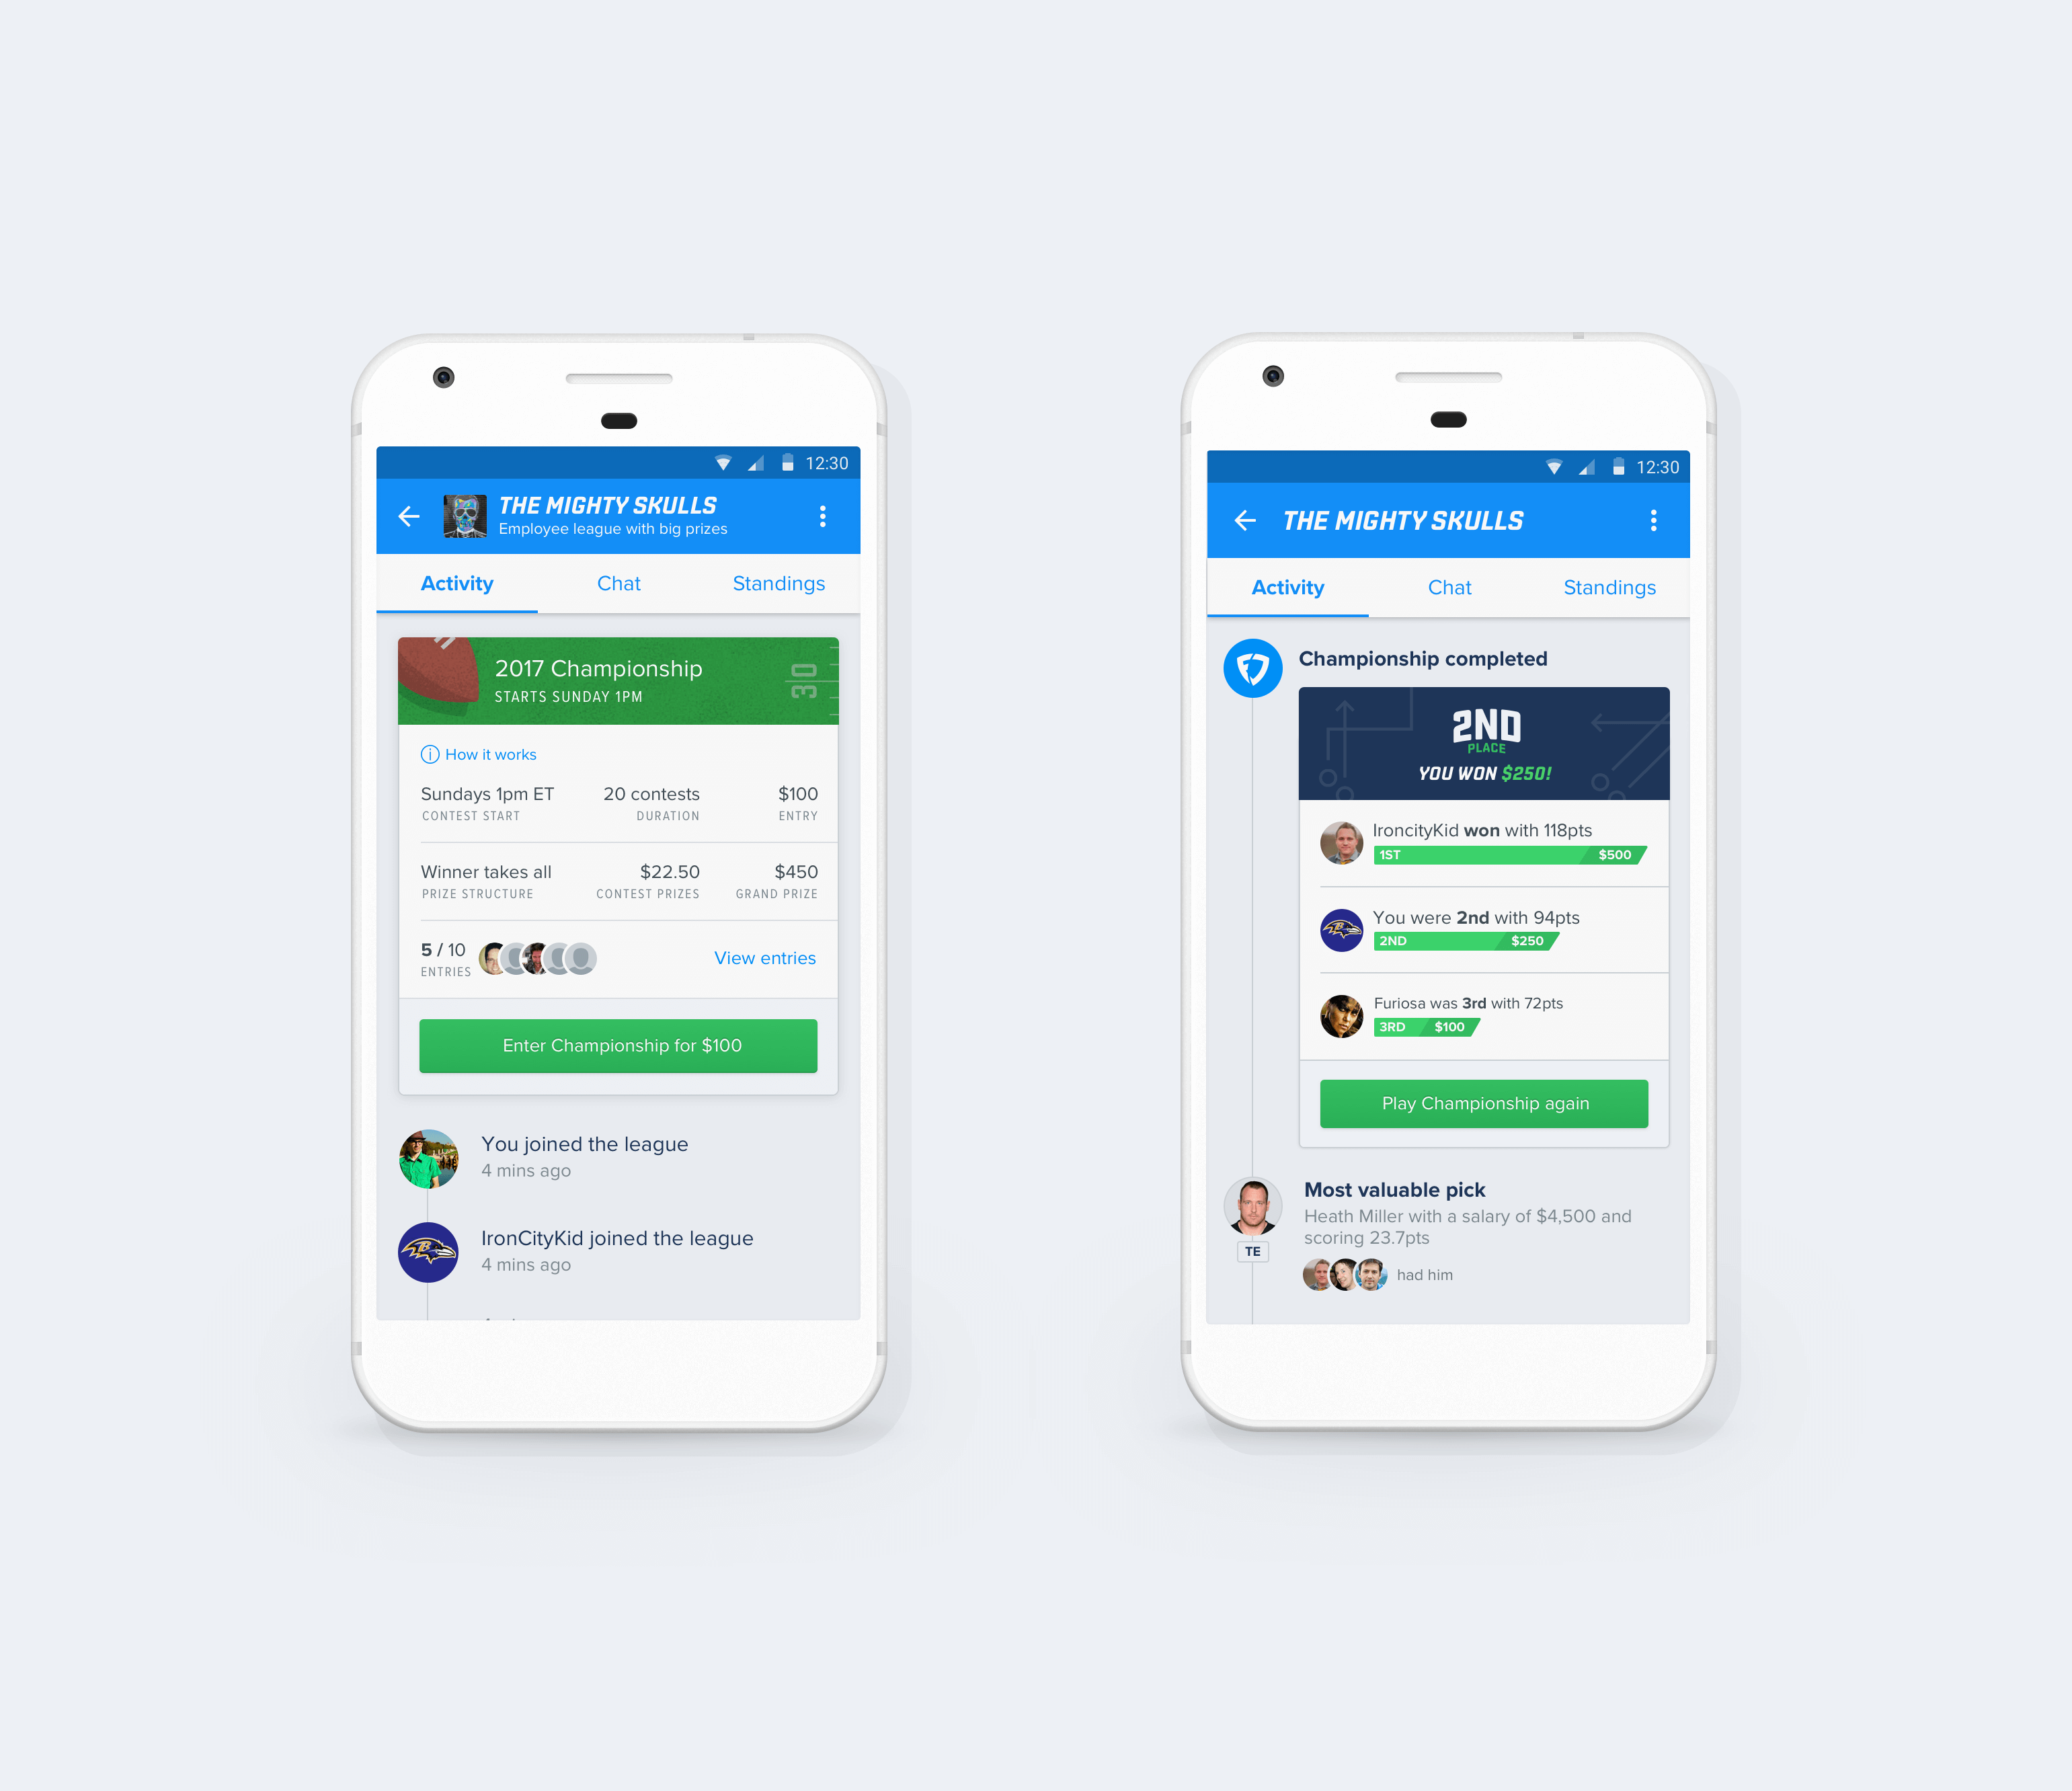 12:30
THE MIGHTY SKULLS
Employee league with big prizes
Activity Chat Standings
2017 Championship
STARTS SUNDAY 1PM
30
How it works
Sundays 1pm ET 20 contests $100
CONTEST START DURATION ENTRY
Winner takes all $22.50 $450
PRIZE STRUCTURE CONTEST PRIZES GRAND PRIZE
5 / 10
ENTRIES
View entries
Enter Championship for $100
You joined the league
4 mins ago
IronCityKid joined the league
4 mins ago
12:30
THE MIGHTY SKULLS
Activity Chat Standings
Championship completed
2ND
PLACE
YOU WON $250!
IroncityKid won with 118pts
1ST $500
You were 2nd with 94pts
2ND $250
Furiosa was 3rd with 72pts
3RD $100
Play Championship again
Most valuable pick
Heath Miller with a salary of $4,500 and
scoring 23.7pts
TE
had him